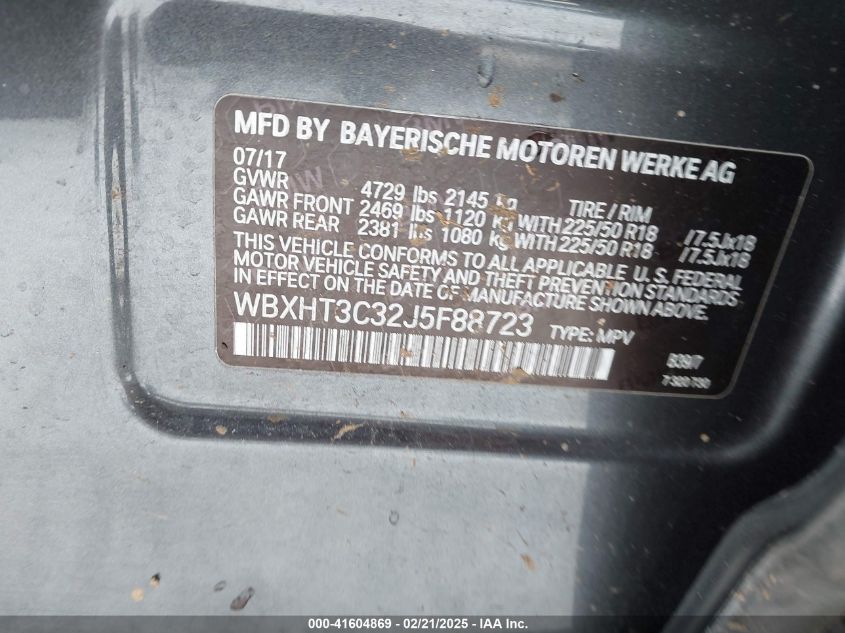 MFD BY BAYERISCHE MOTOREN WERKE AG
07/17
GVWR 4729 lbs 2145 kg TIRE / RIM
GAWR FRONT 2469 lbs 1120 kg WITH 225/50 R18 /7.5Jx18
GAWR REAR 2381 lbs 1080 kg WITH 225/50 R18 /7.5Jx18
THIS VEHICLE CONFORMS TO ALL APPLICABLE U.S. FEDERAL
MOTOR VEHICLE SAFETY AND THEFT PREVENTION STANDARDS
IN EFFECT ON THE DATE OF MANUFACTURE SHOWN ABOVE.
WBXHT3C32J5F88723 TYPE: MPV
000-41604869 - 02/21/2025 - IAA Inc.